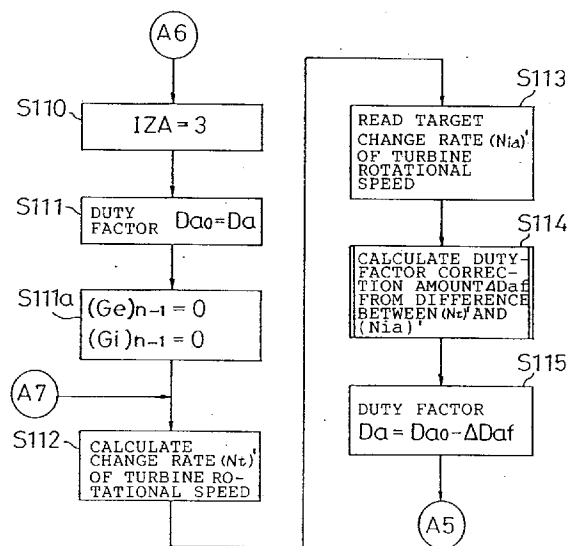 A6
S110
IZA = 3
S111
DUTY
FACTOR Da0=Da
S111a
(Ge)n-1 = 0
(Gi)n-1 = 0
A7
S112
CALCULATE
CHANGE RATE (Nt)'
OF TURBINE RO-
TATIONAL SPEED
S113
READ TARGET
CHANGE RATE (Nia)'
OF TURBINE
ROTATIONAL
SPEED
S114
CALCULATE DUTY-
FACTOR CORREC-
TION AMOUNT ΔDaf
FROM DIFFERENCE
BETWEEN (Nt)' AND
(Nia)'
S115
DUTY FACTOR
Da = Da0 - ΔDaf
A5